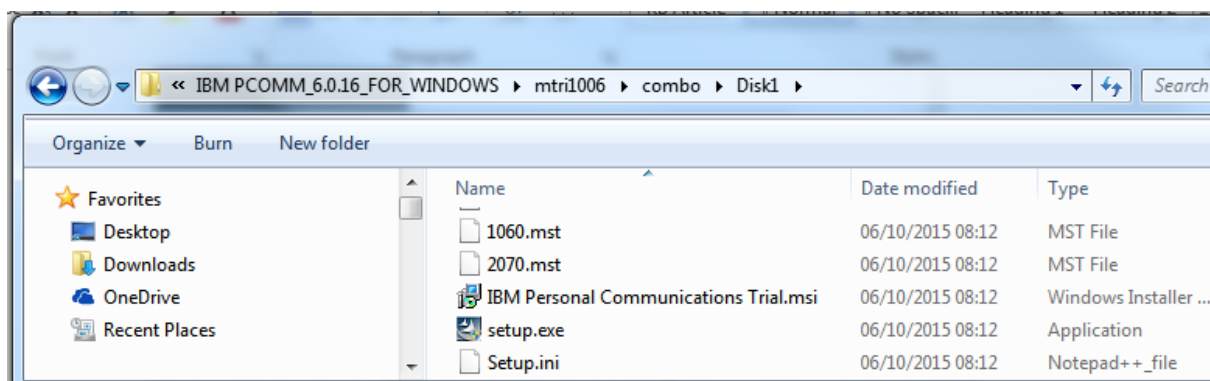 « IBM PCOMM_6.0.16_FOR_WINDOWS mtri1006 combo Disk1 Search
Organize Burn New folder
Name Date modified Type
Favorites
Desktop 1060.mst 06/10/2015 08:12 MST File
Downloads 2070.mst 06/10/2015 08:12 MST File
OneDrive IBM Personal Communications Trial.msi 06/10/2015 08:12 Windows Installer ...
Recent Places setup.exe 06/10/2015 08:12 Application
Setup.ini 06/10/2015 08:12 Notepad++_file